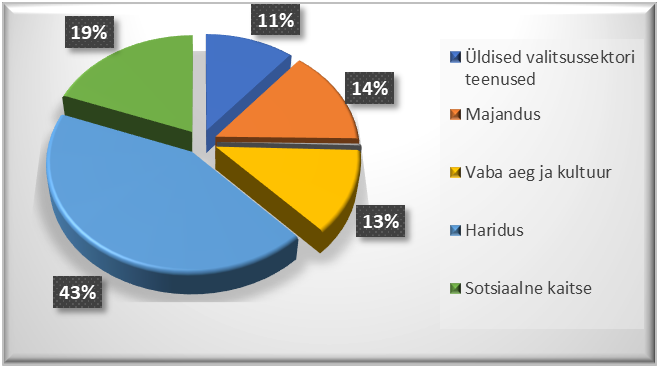 11%
19%
14%
13%
43%
Üldised valitsussektori
teenused
Majandus
Vaba aeg ja kultuur
Haridus
Sotsiaalne kaitse